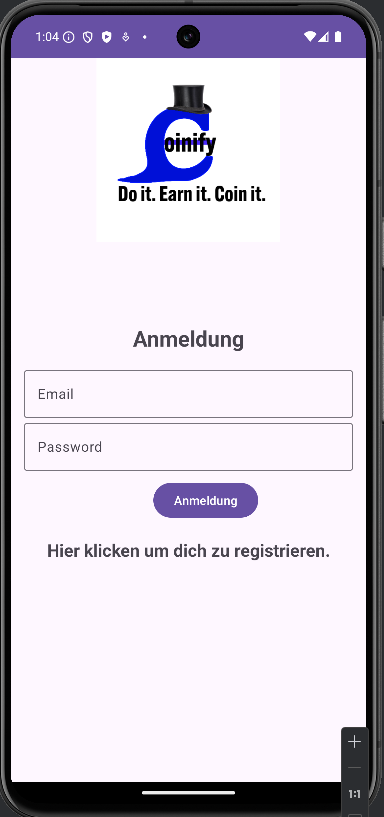 1:04
Coinify
Do it. Earn it. Coin it.
Anmeldung
Email
Password
Anmeldung
Hier klicken um dich zu registrieren.
1:1